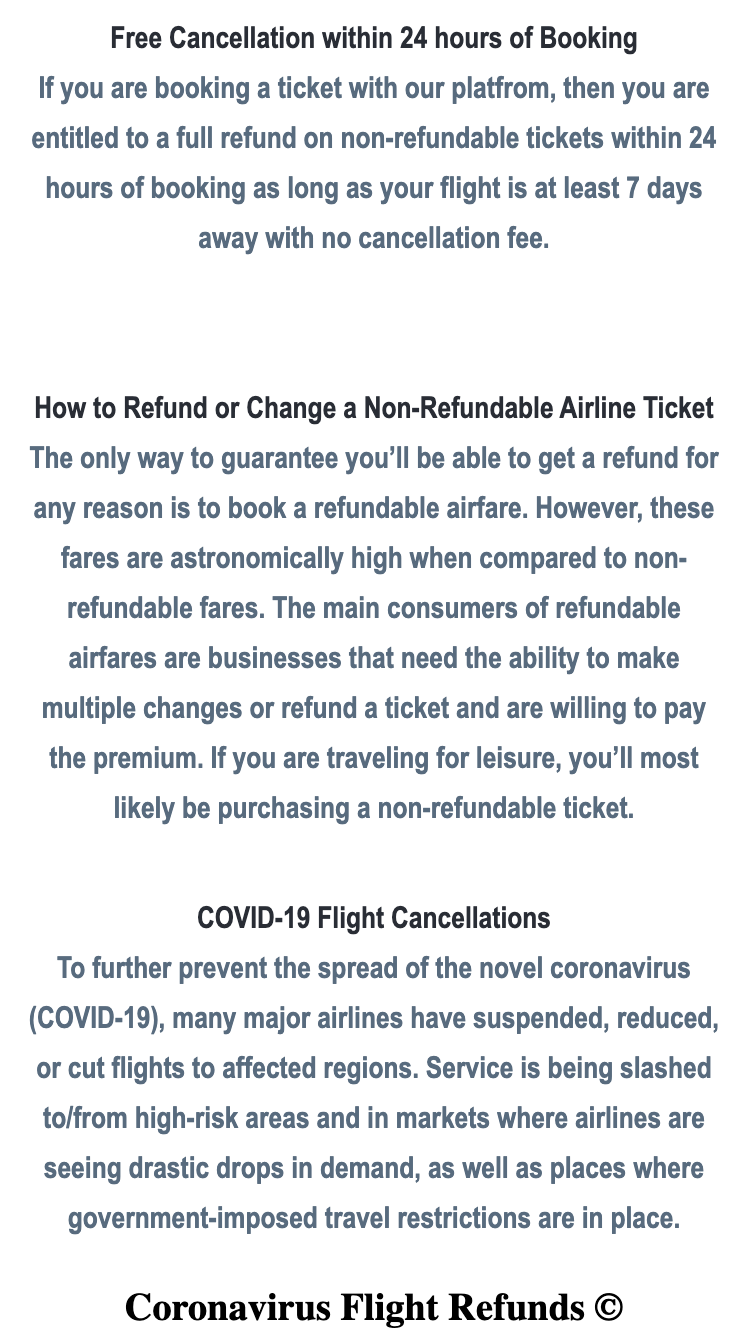 Free Cancellation within 24 hours of Booking
If you are booking a ticket with our platfrom, then you are
entitled to a full refund on non-refundable tickets within 24
hours of booking as long as your flight is at least 7 days
away with no cancellation fee.
How to Refund or Change a Non-Refundable Airline Ticket
The only way to guarantee you’ll be able to get a refund for
any reason is to book a refundable airfare. However, these
fares are astronomically high when compared to non-
refundable fares. The main consumers of refundable
airfares are businesses that need the ability to make
multiple changes or refund a ticket and are willing to pay
the premium. If you are traveling for leisure, you’ll most
likely be purchasing a non-refundable ticket.
COVID-19 Flight Cancellations
To further prevent the spread of the novel coronavirus
(COVID-19), many major airlines have suspended, reduced,
or cut flights to affected regions. Service is being slashed
to/from high-risk areas and in markets where airlines are
seeing drastic drops in demand, as well as places where
government-imposed travel restrictions are in place.
Coronavirus Flight Refunds ©